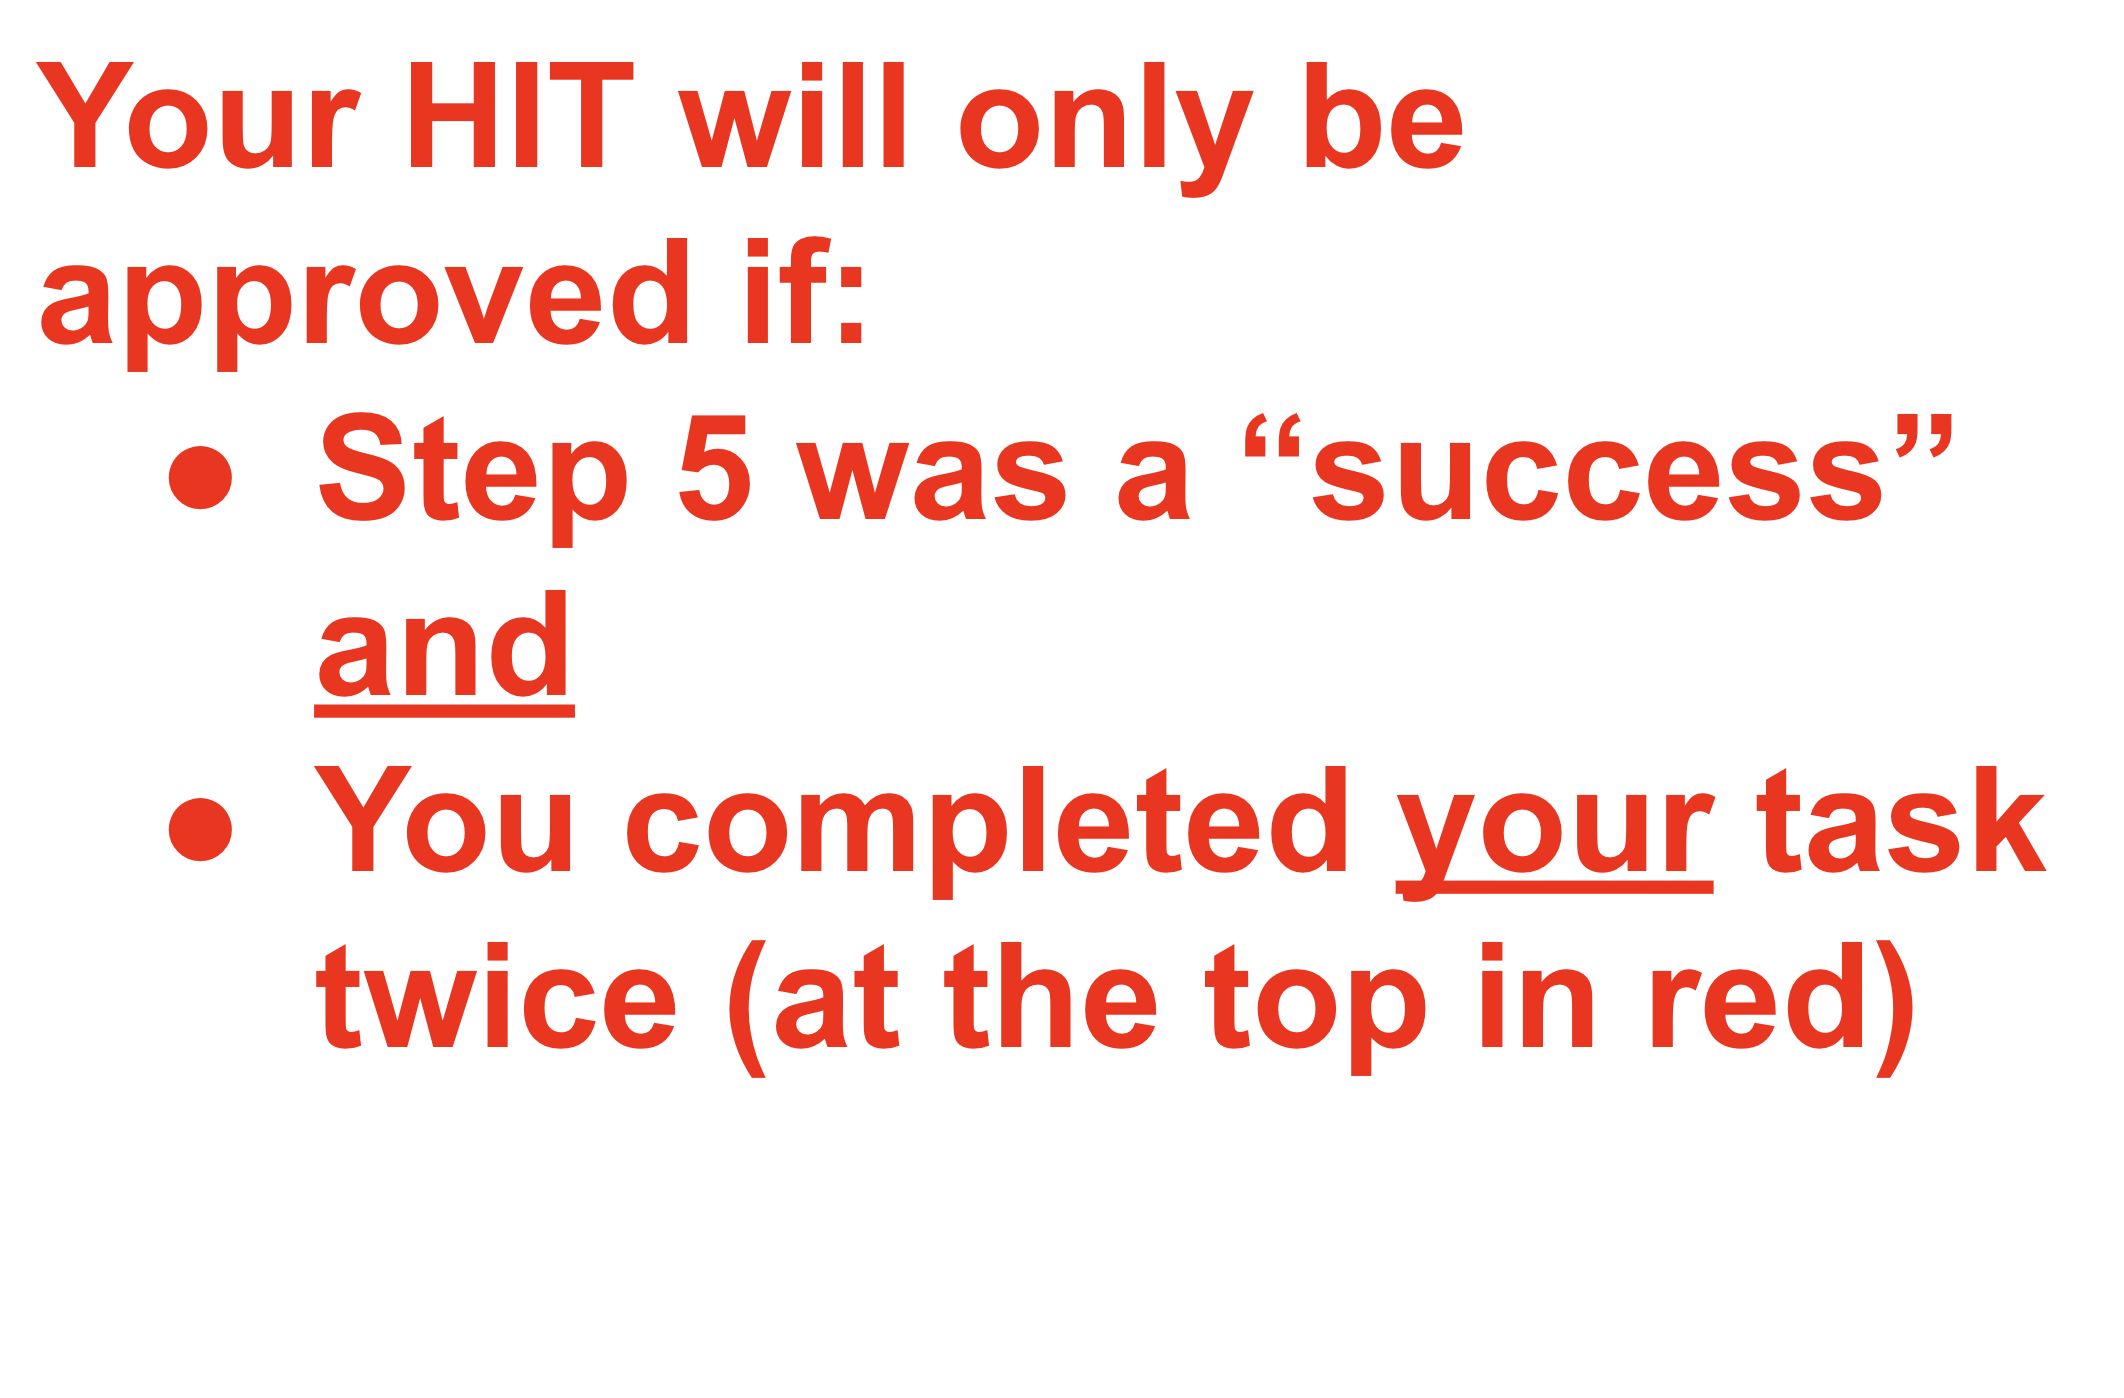 Your HIT will only be
approved if:
● Step 5 was a “success”
and
● You completed your task
twice (at the top in red)